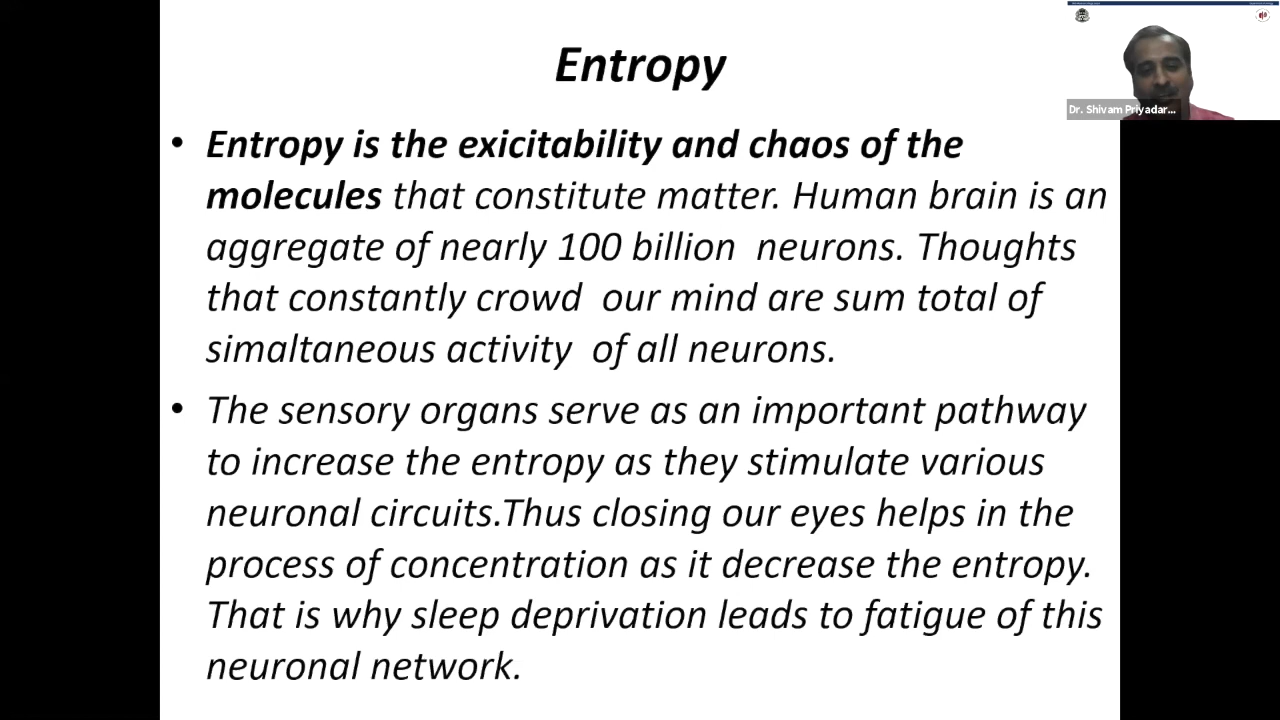 Entropy
Dr. Shivam Priyadar...
• Entropy is the exicitability and chaos of the
molecules that constitute matter. Human brain is an
aggregate of nearly 100 billion  neurons. Thoughts
that constantly crowd  our mind are sum total of
simaltaneous activity  of all neurons.
• The sensory organs serve as an important pathway
to increase the entropy as they stimulate various
neuronal circuits.Thus closing our eyes helps in the
process of concentration as it decrease the entropy.
That is why sleep deprivation leads to fatigue of this
neuronal network.